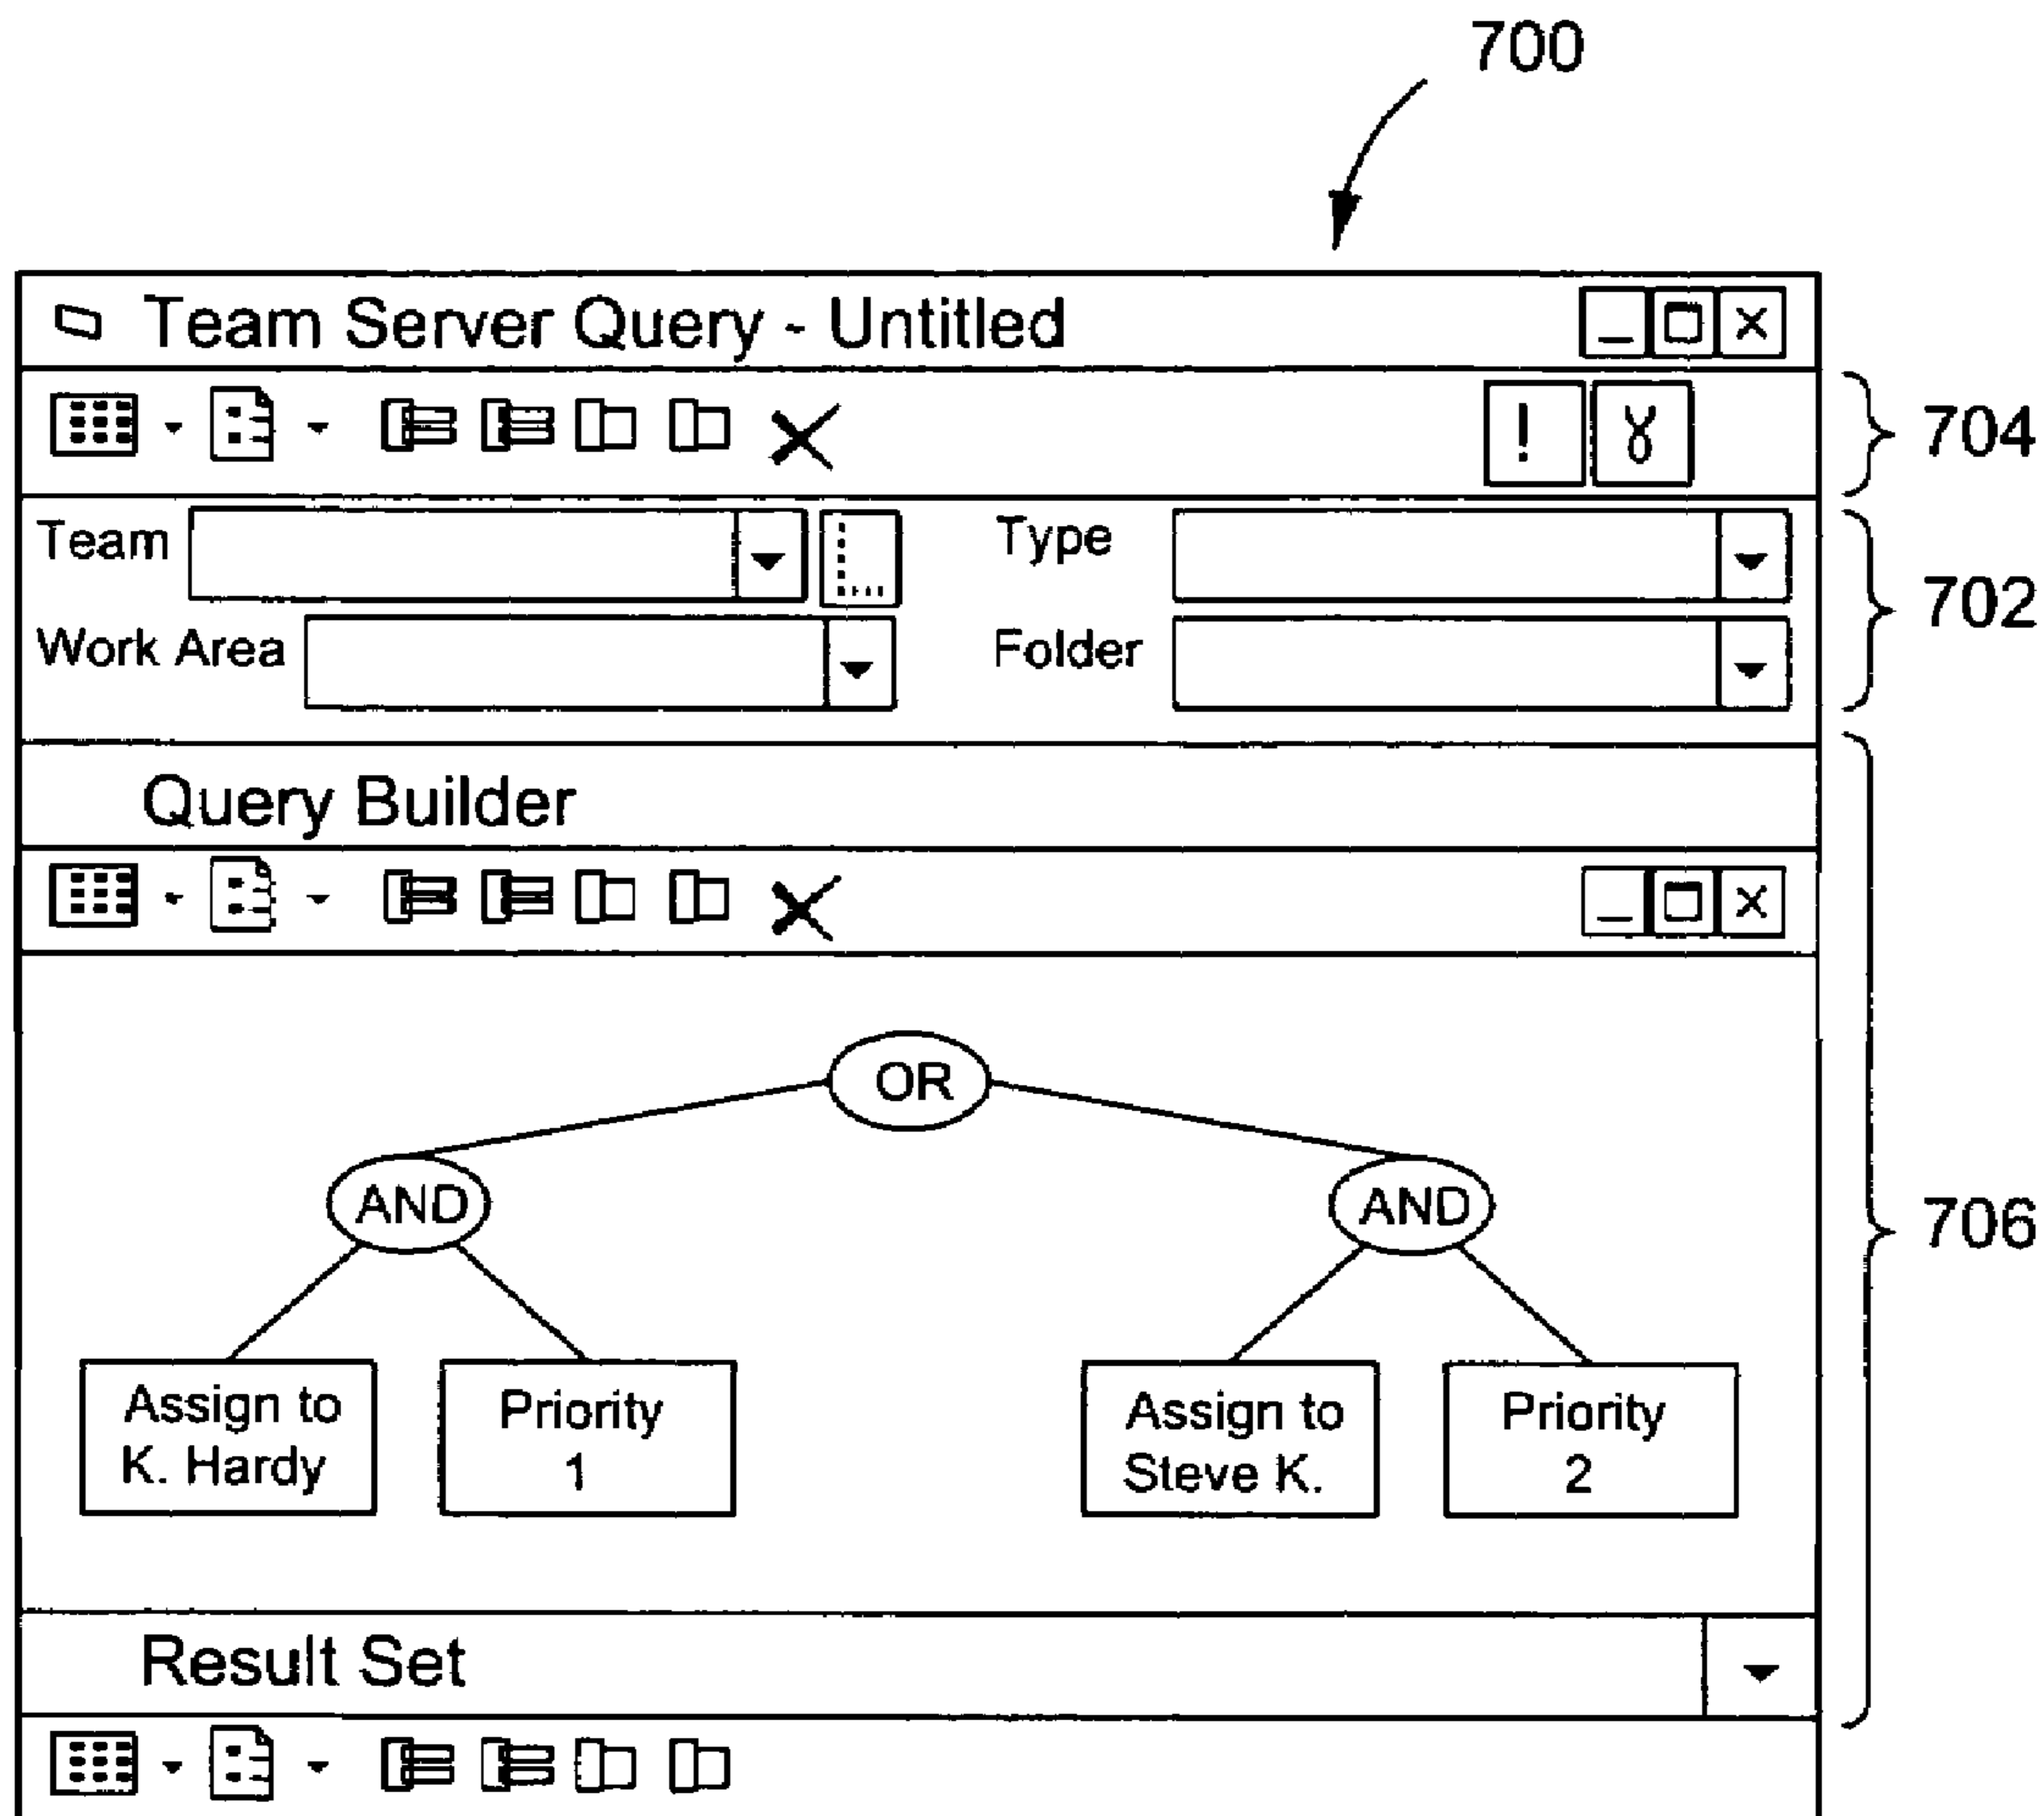 700
Team Server Query - Untitled
704
Team
Type
702
Work Area
Folder
Query Builder
OR
AND
AND
706
Assign to
K. Hardy
Priority
1
Assign to
Steve K.
Priority
2
Result Set